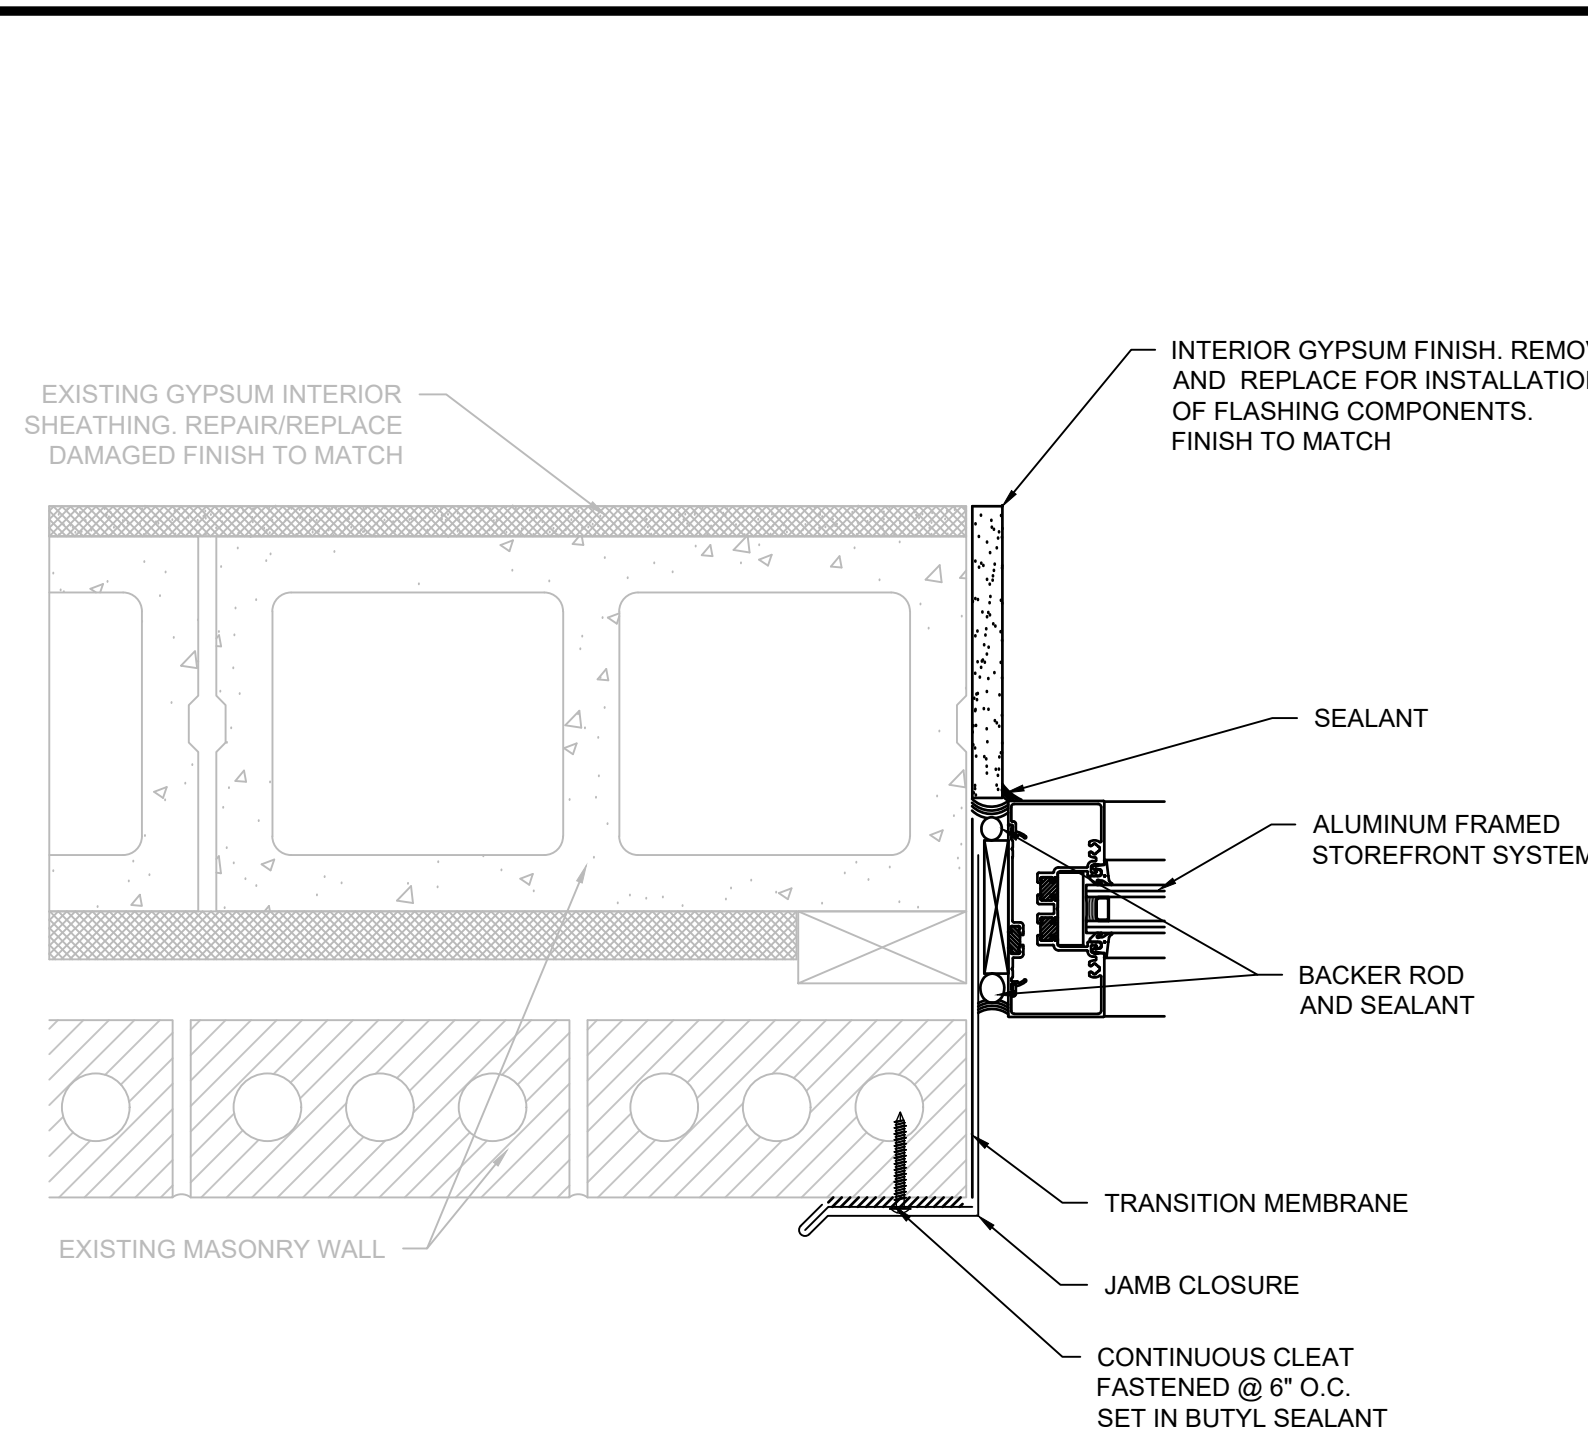 EXISTING GYPSUM INTERIOR
SHEATHING. REPAIR/REPLACE
DAMAGED FINISH TO MATCH
INTERIOR GYPSUM FINISH. REMOV
AND REPLACE FOR INSTALLATION
OF FLASHING COMPONENTS.
FINISH TO MATCH
SEALANT
ALUMINUM FRAMED
STOREFRONT SYSTEM
BACKER ROD
AND SEALANT
TRANSITION MEMBRANE
EXISTING MASONRY WALL
JAMB CLOSURE
CONTINUOUS CLEAT
FASTENED @ 6" O.C.
SET IN BUTYL SEALANT